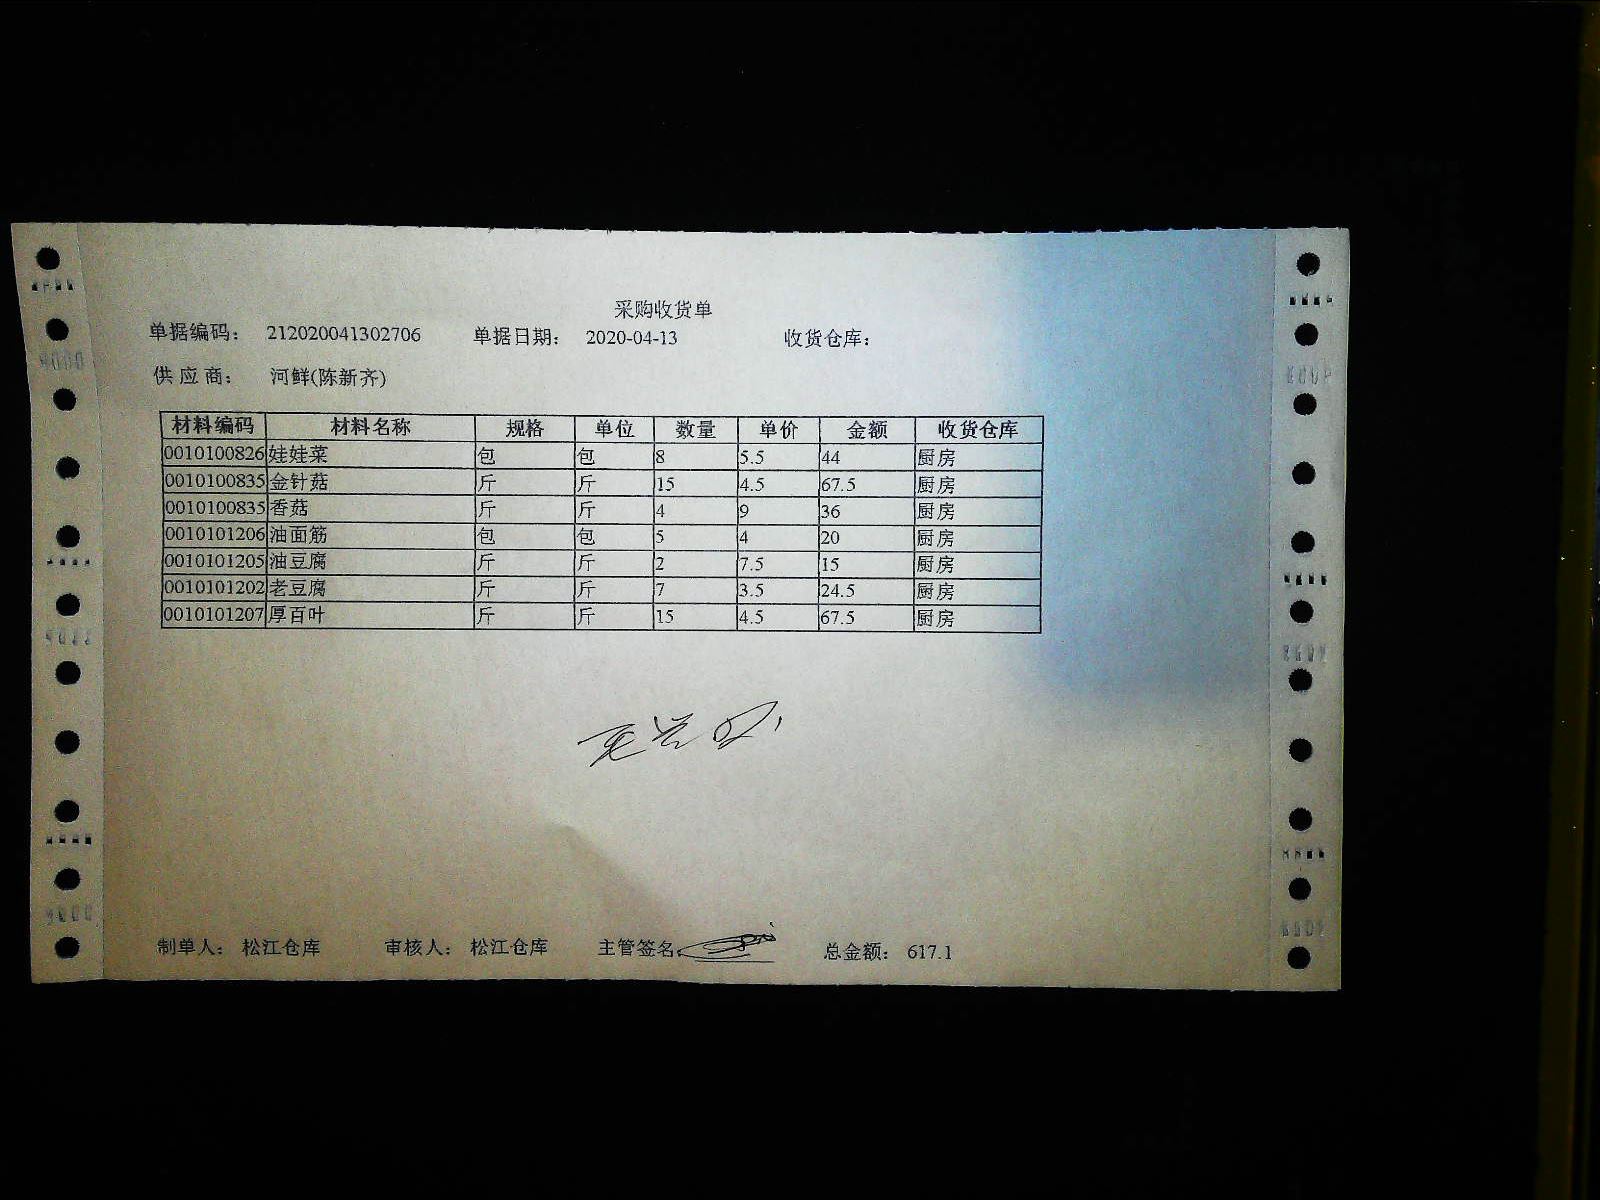 采购收货单
单据编码： 212020041302706 单据日期： 2020-04-13 收货仓库：
供 应 商： 河鲜(陈新齐)
材料编码 材料名称 规格 单位 数量 单价 金额 收货仓库
0010100826 娃娃菜 包 包 8 5.5 44 厨房
0010100835 金针菇 斤 斤 15 4.5 67.5 厨房
0010100835 香菇 斤 斤 4 9 36 厨房
0010101206 油面筋 包 包 5 4 20 厨房
0010101205 油豆腐 斤 斤 2 7.5 15 厨房
0010101202 老豆腐 斤 斤 7 3.5 24.5 厨房
0010101207 厚百叶 斤 斤 15 4.5 67.5 厨房
制单人： 松江仓库 审核人： 松江仓库 主管签名: 总金额： 617.1